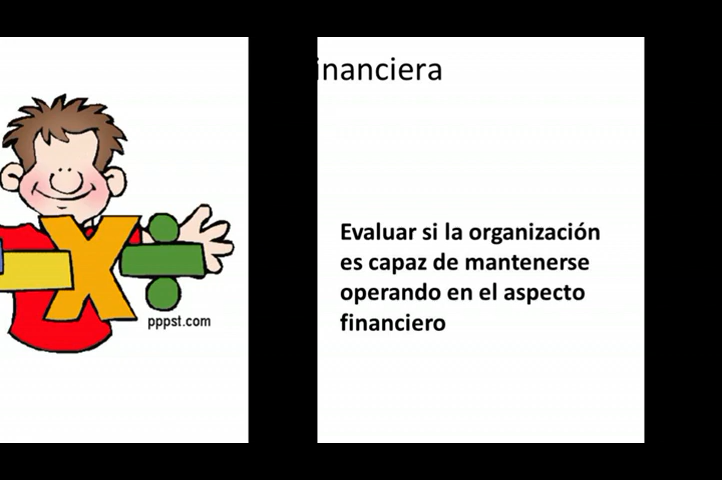 inanciera
Evaluar si la organización
es capaz de mantenerse
operando en el aspecto
financiero
pppst.com